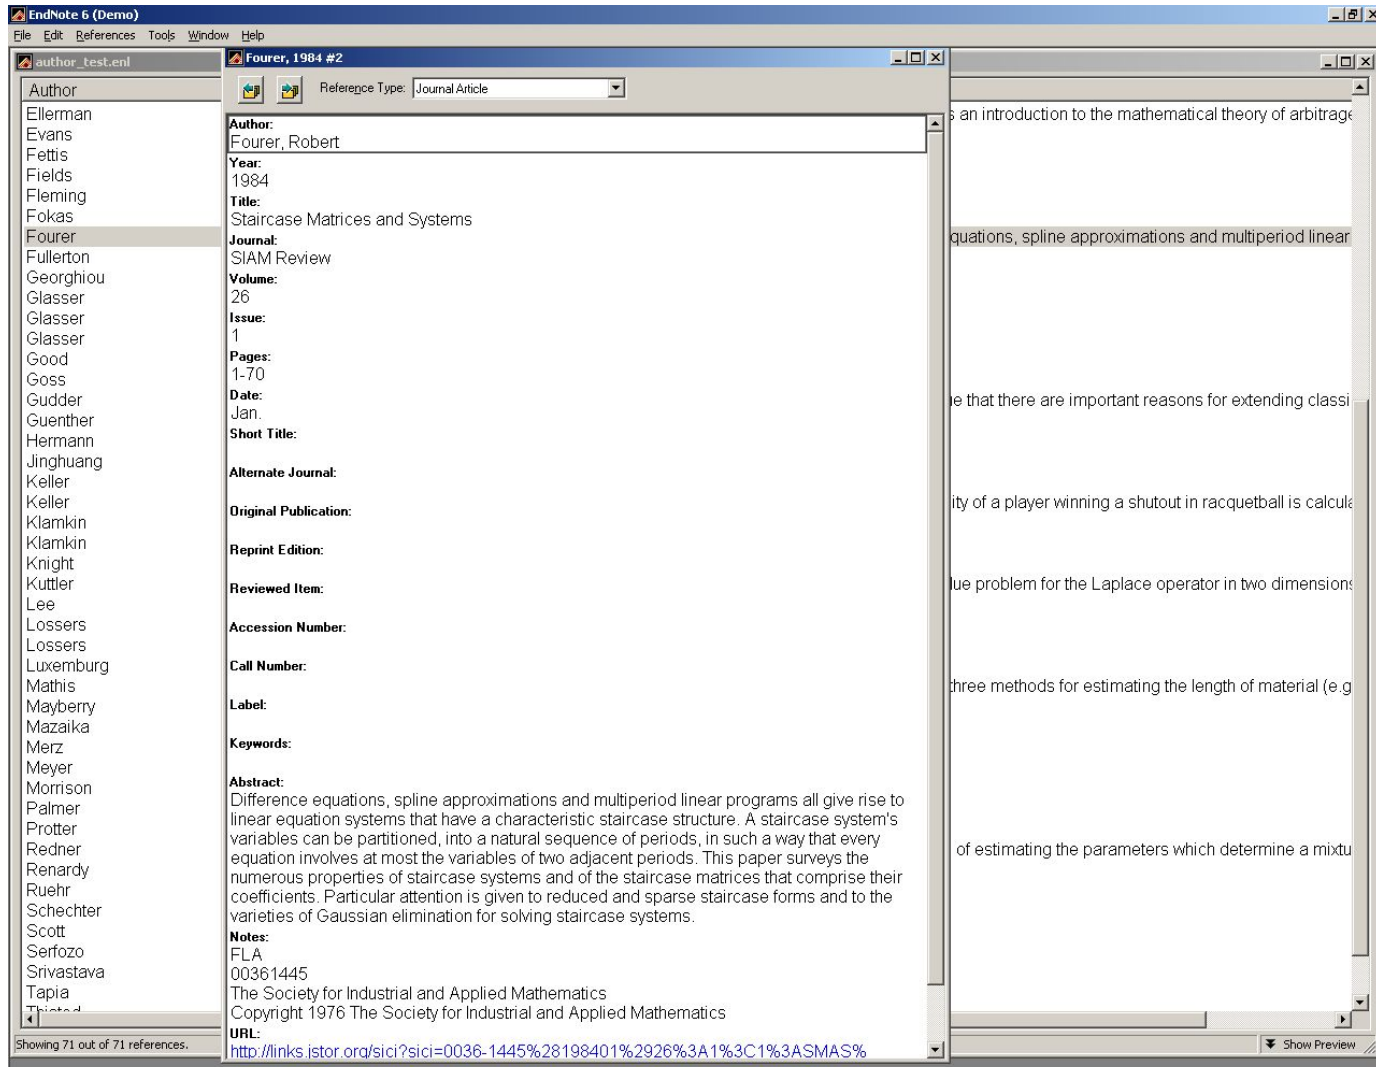 EndNote 6 (Demo)
File Edit References Tools Window Help
author_test.enl
Author
Ellerman
Evans
Fettis
Fields
Fleming
Fokas
Fourer
Fullerton
Georghiou
Glasser
Glasser
Glasser
Good
Goss
Gudder
Guenther
Hermann
Jinghuang
Keller
Keller
Klamkin
Klamkin
Knight
Kuttler
Lee
Lossers
Lossers
Luxemburg
Mathis
Mayberry
Mazaika
Merz
Meyer
Morrison
Palmer
Protter
Redner
Renardy
Ruehr
Schechter
Scott
Serfozo
Srivastava
Tapia
Thisted
Showing 71 out of 71 references.
Fourer, 1984 #2
Reference Type: Journal Article
Author:
Fourer, Robert
Year:
1984
Title:
Staircase Matrices and Systems
Journal:
SIAM Review
Volume:
26
Issue:
1
Pages:
1-70
Date:
Jan.
Short Title:
Alternate Journal:
Original Publication:
Reprint Edition:
Reviewed Item:
Accession Number:
Call Number:
Label:
Keywords:
Abstract:
Difference equations, spline approximations and multiperiod linear programs all give rise to
linear equation systems that have a characteristic staircase structure. A staircase system's
variables can be partitioned, into a natural sequence of periods, in such a way that every
equation involves at most the variables of two adjacent periods. This paper surveys the
numerous properties of staircase systems and of the staircase matrices that comprise their
coefficients. Particular attention is given to reduced and sparse staircase forms and to the
varieties of Gaussian elimination for solving staircase systems.
Notes:
FLA
00361445
The Society for Industrial and Applied Mathematics
Copyright 1976 The Society for Industrial and Applied Mathematics
URL:
http://links.jstor.org/sici?sici=0036-1445%28198401%2926%3A1%3C1%3ASMAS%
s an introduction to the mathematical theory of arbitrage
quations, spline approximations and multiperiod linear
e that there are important reasons for extending classi
ity of a player winning a shutout in racquetball is calcula
lue problem for the Laplace operator in two dimensions
three methods for estimating the length of material (e.g
of estimating the parameters which determine a mixtu
Show Preview